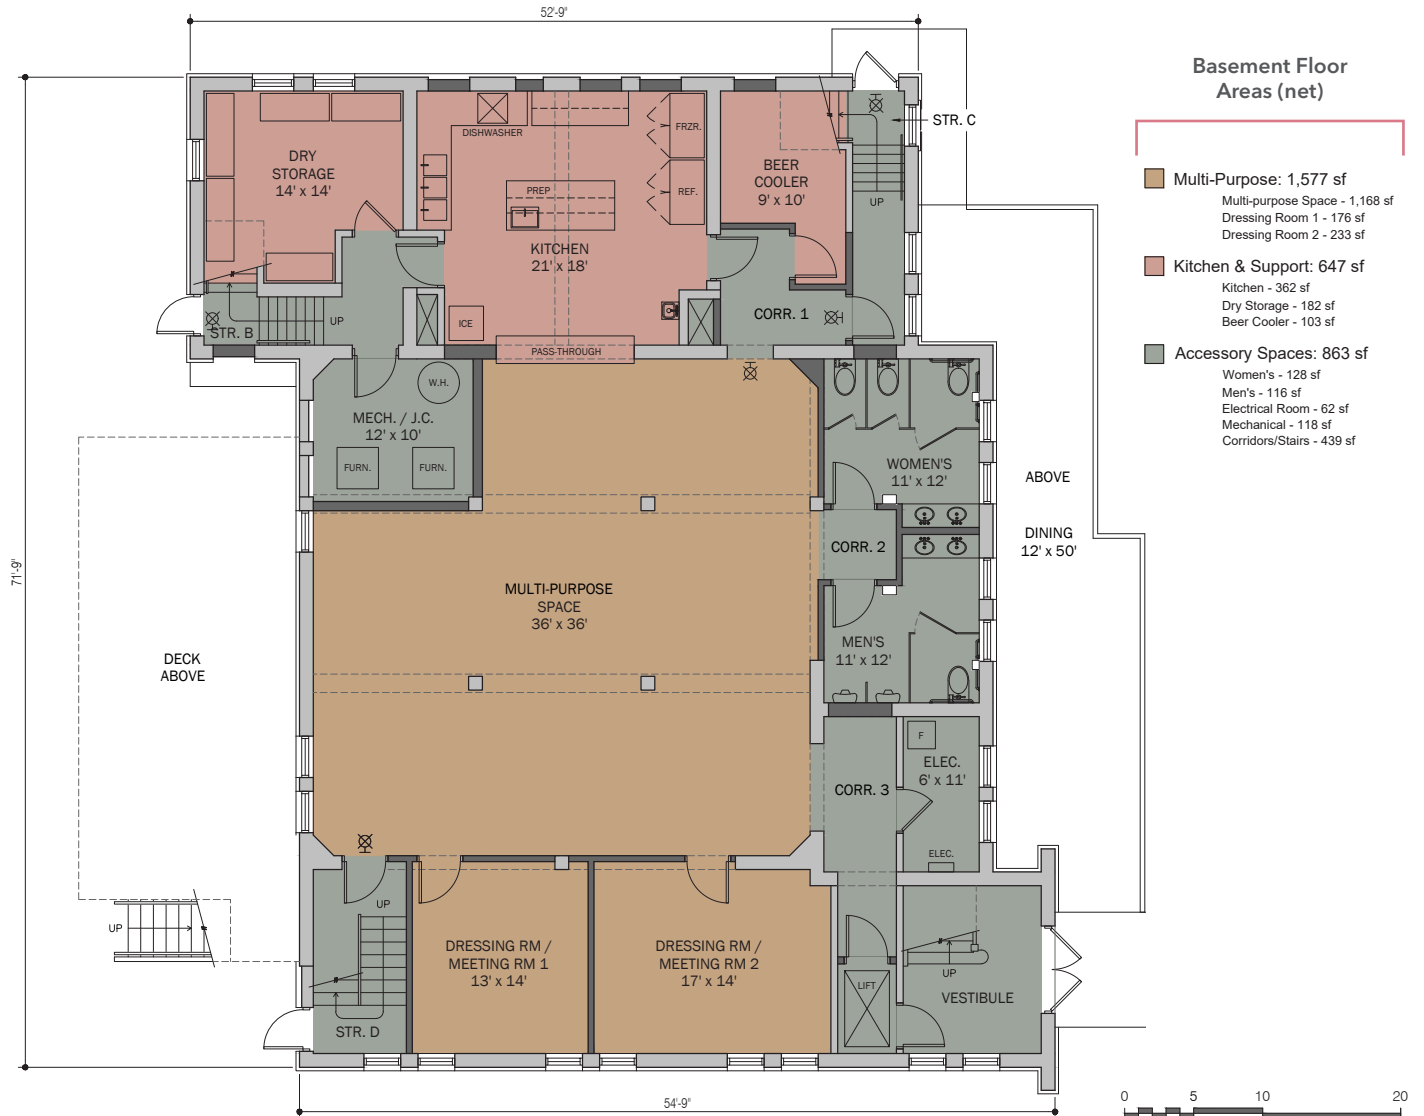 52'-9"
Basement Floor
Areas (net)
Multi-Purpose: 1,577 sf
Multi-purpose Space - 1,168 sf
Dressing Room 1 - 176 sf
Dressing Room 2 - 233 sf
Kitchen & Support: 647 sf
Kitchen - 362 sf
Dry Storage - 182 sf
Beer Cooler - 103 sf
Accessory Spaces: 863 sf
Women's - 128 sf
Men's - 116 sf
Electrical Room - 62 sf
Mechanical - 118 sf
Corridors/Stairs - 439 sf
STR. C
UP
DISHWASHER
FRZR.
REF.
PREP
DRY
STORAGE
14' x 14'
BEER
COOLER
9' x 10'
KITCHEN
21' x 18'
ICE
PASS-THROUGH
CORR. 1
UP
STR. B
W.H.
MECH. / J.C.
12' x 10'
FURN.
FURN.
WOMEN'S
11' x 12'
ABOVE
DINING
12' x 50'
CORR. 2
71'-9"
MULTI-PURPOSE
SPACE
36' x 36'
MEN'S
11' x 12'
DECK
ABOVE
F
ELEC.
6' x 11'
CORR. 3
ELEC.
UP
UP
DRESSING RM /
MEETING RM 1
13' x 14'
DRESSING RM /
MEETING RM 2
17' x 14'
LIFT
UP
VESTIBULE
STR. D
54'-9"
0 5 10 20